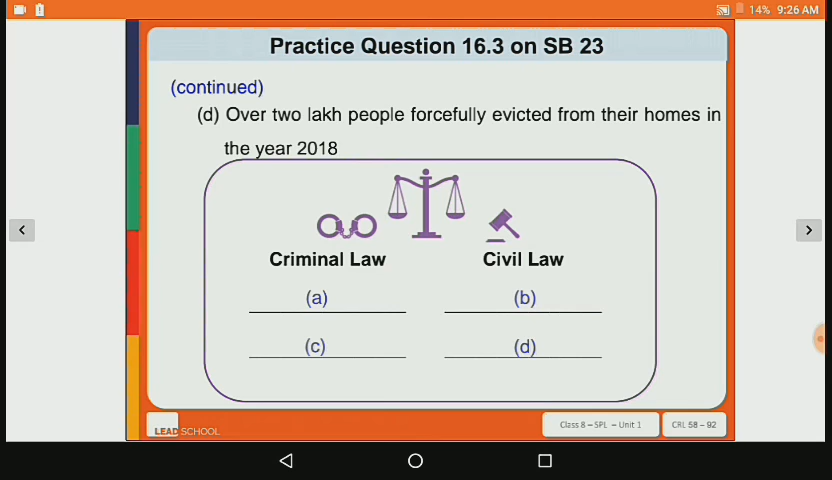 14% 9:26 AM
Practice Question 16.3 on SB 23
(continued)
(d) Over two lakh people forcefully evicted from their homes in
the year 2018
Criminal Law Civil Law
(a) (b)
(c) (d)
LEAD SCHOOL
Class 8 – SPL – Unit 1
CRL 58 – 92